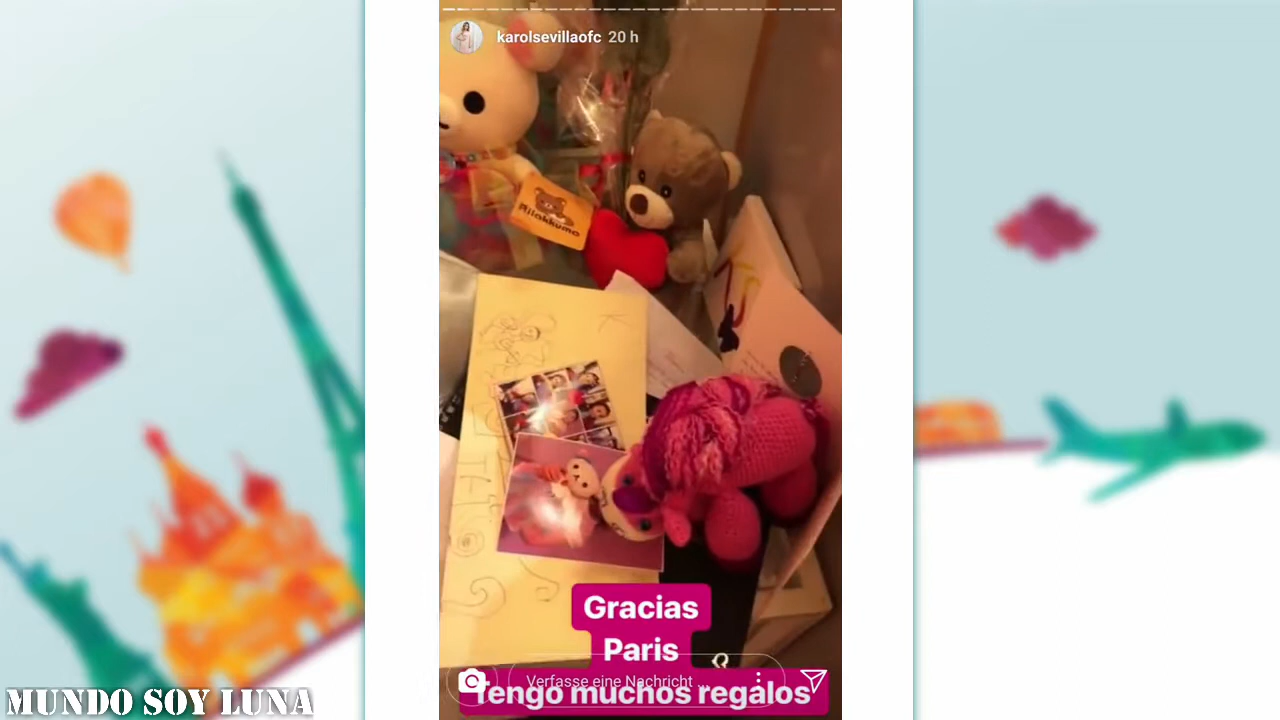 karolsevillaofc 20 h
Rilakkuma
K
Gracias
Paris
Verfasse eine Nachricht ...
Tengo muchos regalos
MUNDO SOY LUNA